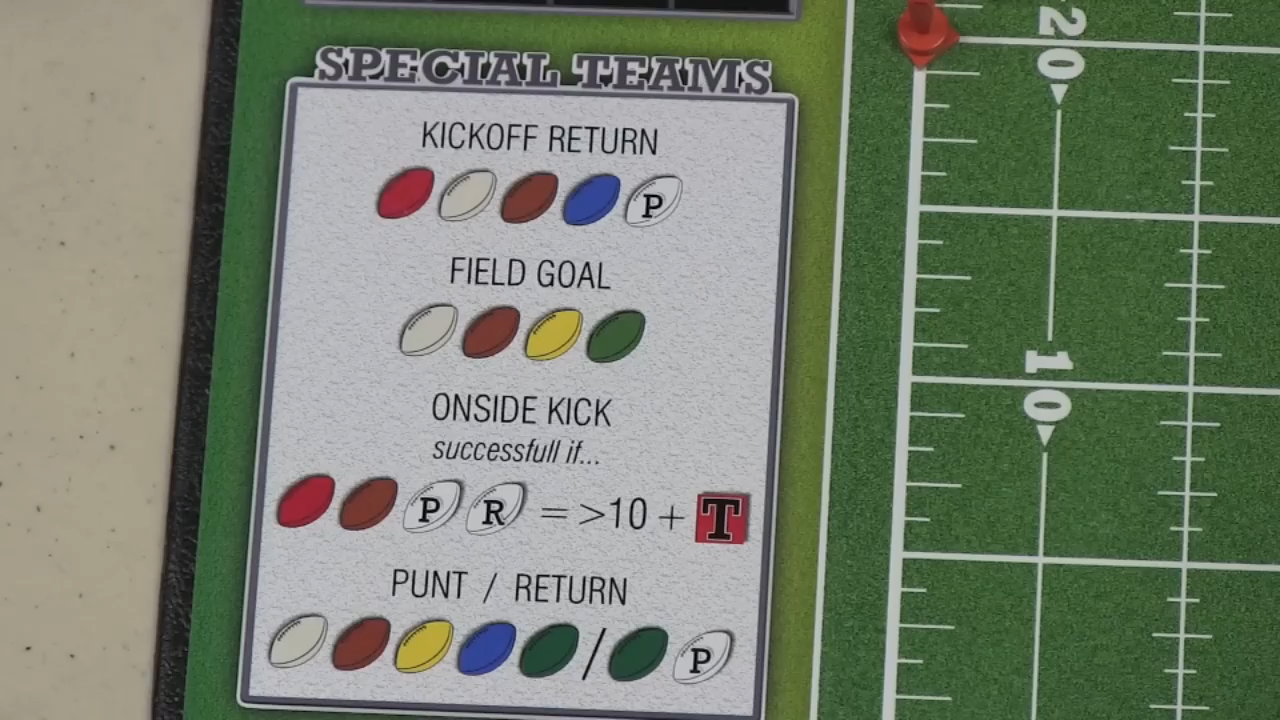 SPECIAL TEAMS
KICKOFF RETURN
P
FIELD GOAL
ONSIDE KICK
successfull if...
P R = >10 + T
PUNT / RETURN
/ P
20
10